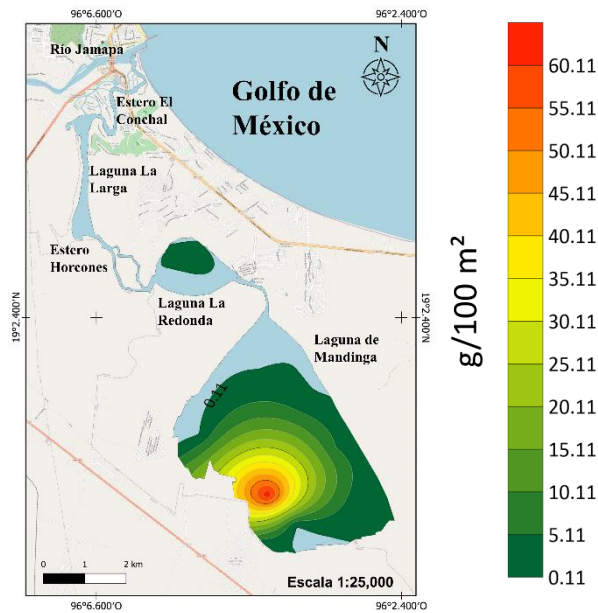 96°6.600'O
96°2.400'O
Río Jamapa
N
Estero El
Conchal
Golfo de
México
Laguna La
Larga
Estero
Horcones
Laguna La
Redonda
Laguna de
Mandinga
19°2.400'N
19°2.400'N
0.11
0 1 2 km
Escala 1:25,000
96°6.600'O
96°2.400'O
g/100 m²
60.11
55.11
50.11
45.11
40.11
35.11
30.11
25.11
20.11
15.11
10.11
5.11
0.11